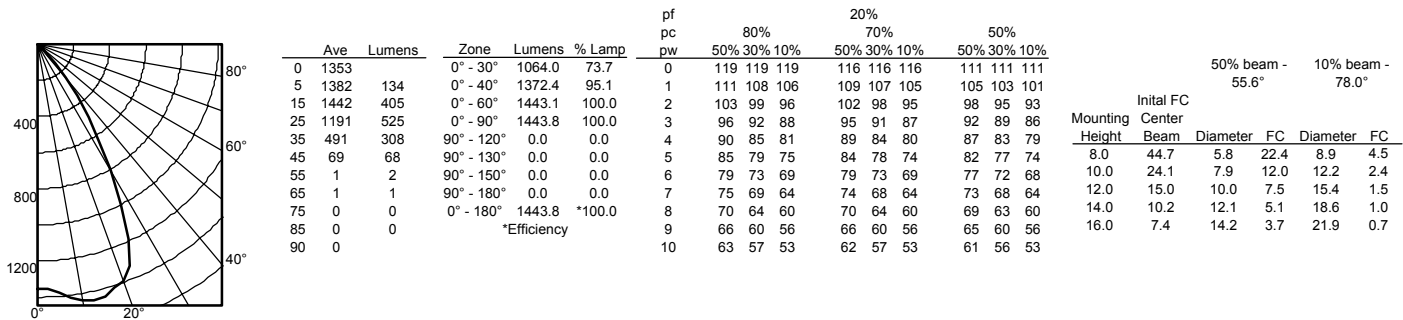 80°
400
60°
800
1200
40°
0° 20°
Ave Lumens
0 1353
5 1382 134
15 1442 405
25 1191 525
35 491 308
45 69 68
55 1 2
65 1 1
75 0 0
85 0 0
90 0
Zone Lumens % Lamp
0° - 30° 1064.0 73.7
0° - 40° 1372.4 95.1
0° - 60° 1443.1 100.0
0° - 90° 1443.8 100.0
90° - 120° 0.0 0.0
90° - 130° 0.0 0.0
90° - 150° 0.0 0.0
90° - 180° 0.0 0.0
0° - 180° 1443.8 *100.0
*Efficiency
pf 20%
pc 80% 70% 50%
pw 50% 30% 10% 50% 30% 10% 50% 30% 10%
0 119 119 119 116 116 116 111 111 111
1 111 108 106 109 107 105 105 103 101
2 103 99 96 102 98 95 98 95 93
3 96 92 88 95 91 87 92 89 86
4 90 85 81 89 84 80 87 83 79
5 85 79 75 84 78 74 82 77 74
6 79 73 69 79 73 69 77 72 68
7 75 69 64 74 68 64 73 68 64
8 70 64 60 70 64 60 69 63 60
9 66 60 56 66 60 56 65 60 56
10 63 57 53 62 57 53 61 56 53
50% beam - 10% beam -
55.6° 78.0°
Inital FC
Mounting Center
Height Beam Diameter FC Diameter FC
8.0 44.7 5.8 22.4 8.9 4.5
10.0 24.1 7.9 12.0 12.2 2.4
12.0 15.0 10.0 7.5 15.4 1.5
14.0 10.2 12.1 5.1 18.6 1.0
16.0 7.4 14.2 3.7 21.9 0.7